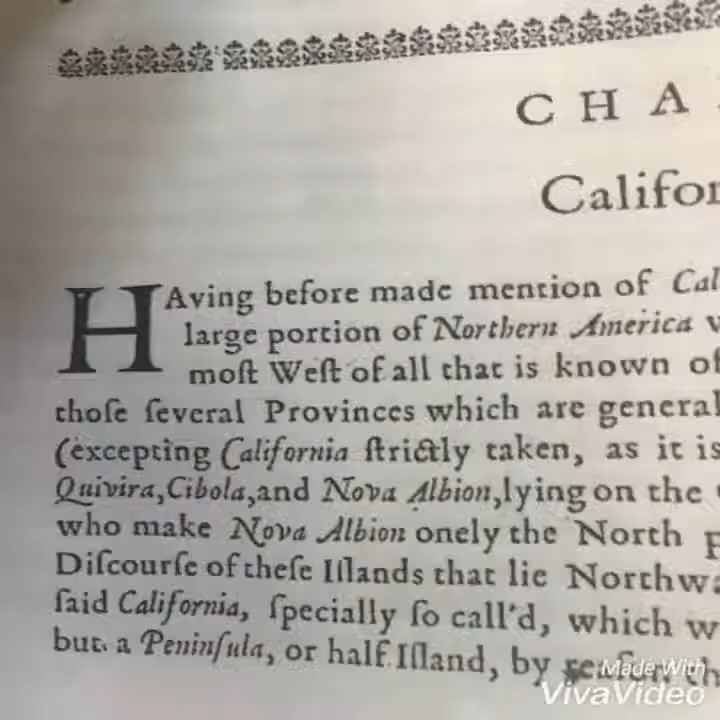 CHA
Califor
HAving before made mention of Cal
large portion of Northern America v
moſt Weſt of all that is known of
thoſe ſeveral Provinces which are general
(excepting California ſtrictly taken, as it is
Quivira,Cibola,and Nova Albion,lying on the
who make Nova Albion onely the North p
Diſcourſe of theſe Iſlands that lie Northwa
ſaid California, ſpecially ſo call'd, which w
but a Peninſula, or half Iſland, by reaſon th
Made With
VivaVideo